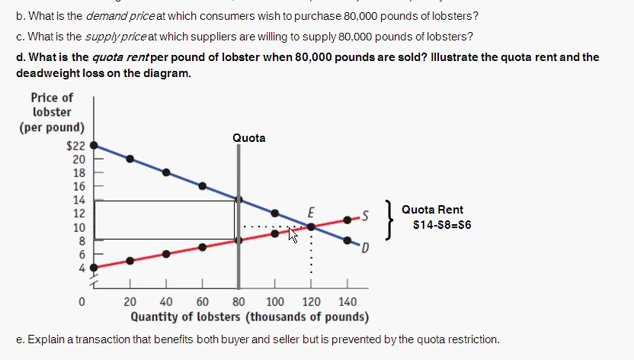 b. What is the demand price at which consumers wish to purchase 80,000 pounds of lobsters?
c. What is the supply price at which suppliers are willing to supply 80,000 pounds of lobsters?
d. What is the quota rent per pound of lobster when 80,000 pounds are sold? Illustrate the quota rent and the
deadweight loss on the diagram.
Price of
lobster
(per pound)
Quota
$22
20
18
16
14
12
10
8
6
4
E
S
D
Quota Rent
$14-$8=$6
0 20 40 60 80 100 120 140
Quantity of lobsters (thousands of pounds)
e. Explain a transaction that benefits both buyer and seller but is prevented by the quota restriction.